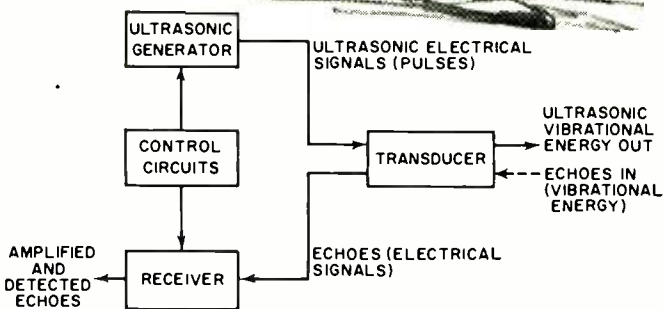 ULTRASONIC
GENERATOR
ULTRASONIC ELECTRICAL
SIGNALS (PULSES)
CONTROL
CIRCUITS
TRANSDUCER
ULTRASONIC
VIBRATIONAL
ENERGY OUT
ECHOES IN
(VIBRATIONAL
ENERGY)
AMPLIFIED
AND
DETECTED
ECHOES
RECEIVER
ECHOES (ELECTRICAL
SIGNALS)